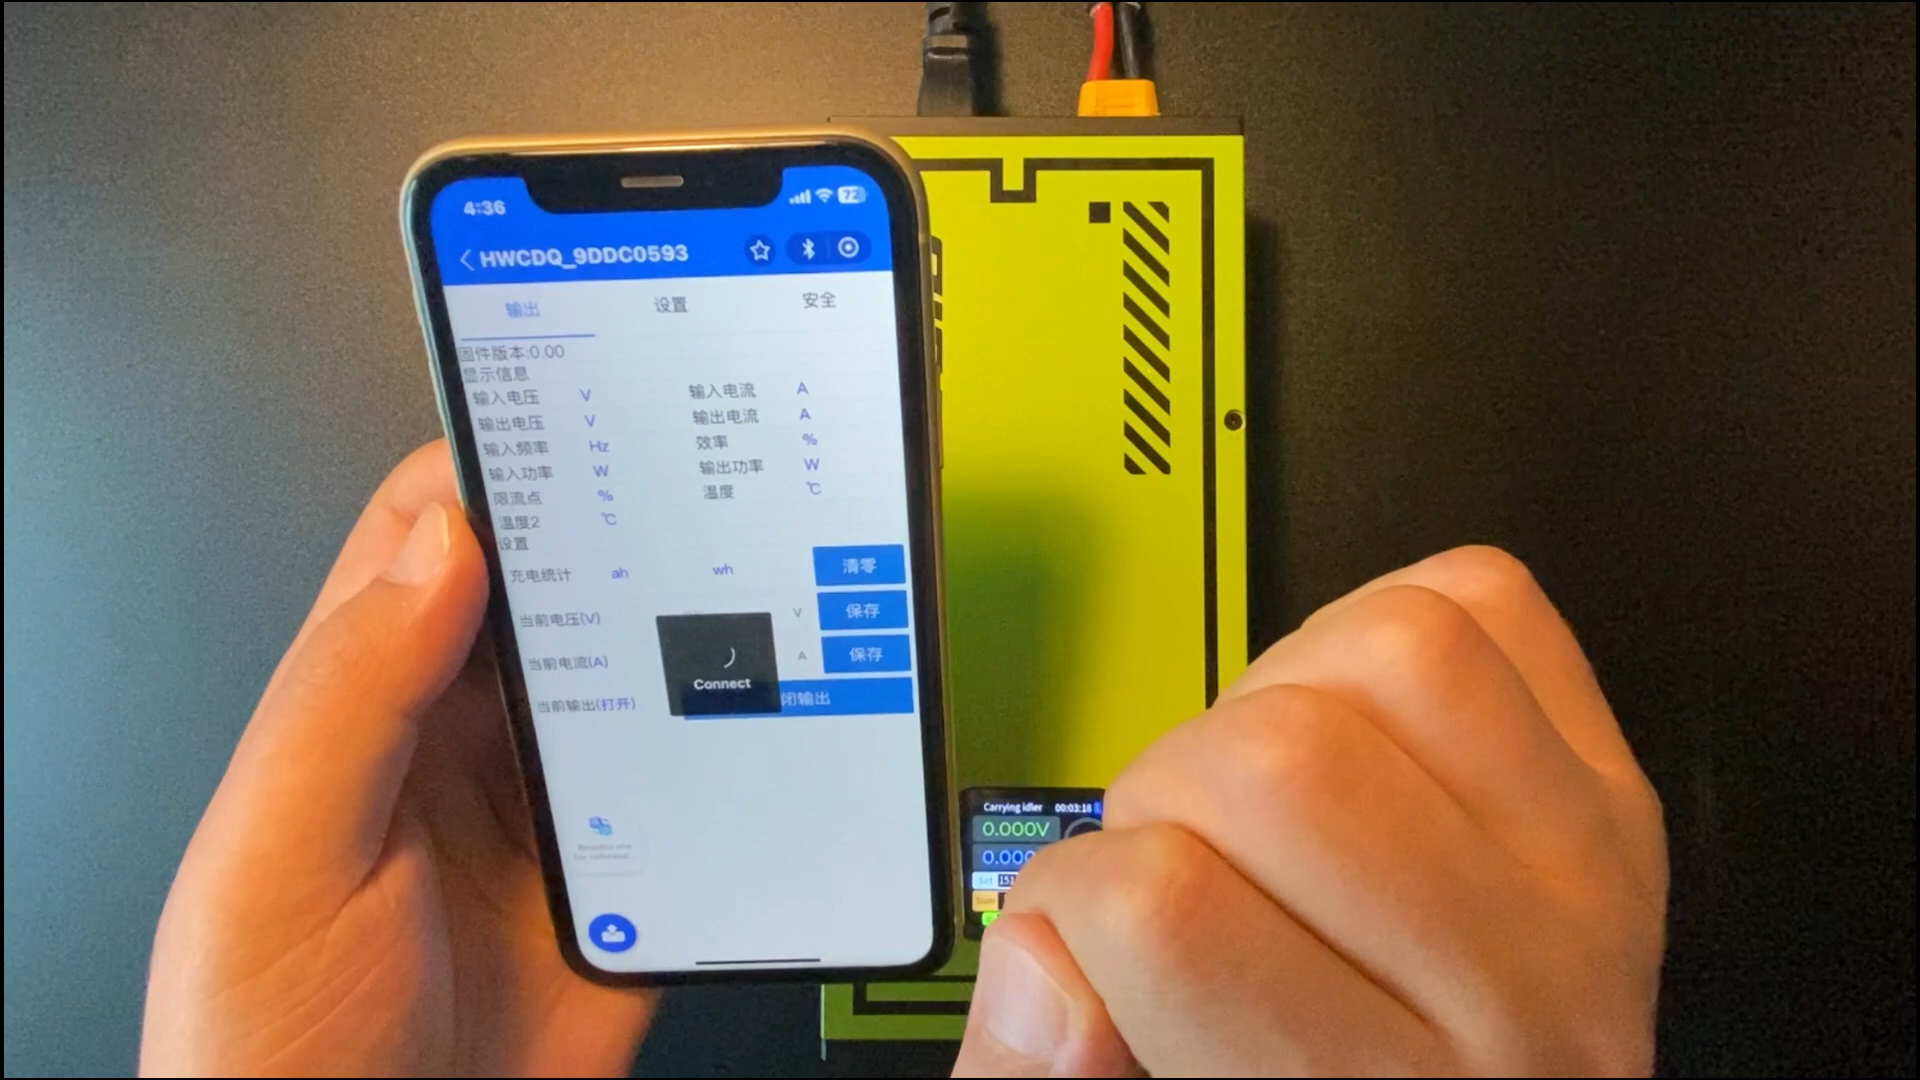 4:36
72
HWCDQ_9DDC0593
输出 设置 安全
固件版本:0.00
显示信息
输入电压 V 输入电流 A
输出电压 V 输出电流 A
输入频率 Hz 效率 %
输入功率 W 输出功率 W
限流点 % 温度 ℃
温度2 ℃
设置
充电统计 ah wh 清零
当前电压(V) V 保存
当前电流(A) A 保存
Connect
当前输出(打开) 闭输出
Carrying idler 00:03:18
0.000V
0.000
Set 151